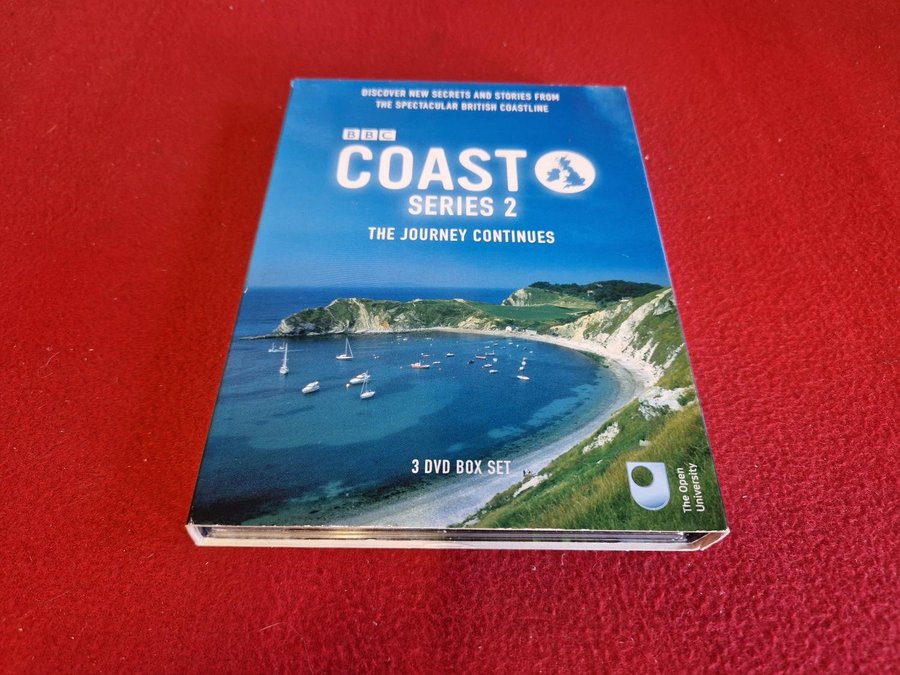 DISCOVER NEW SECRETS AND STORIES FROM
THE SPECTACULAR BRITISH COASTLINE
BBC
COAST
SERIES 2
THE JOURNEY CONTINUES
3 DVD BOX SET
The Open
University